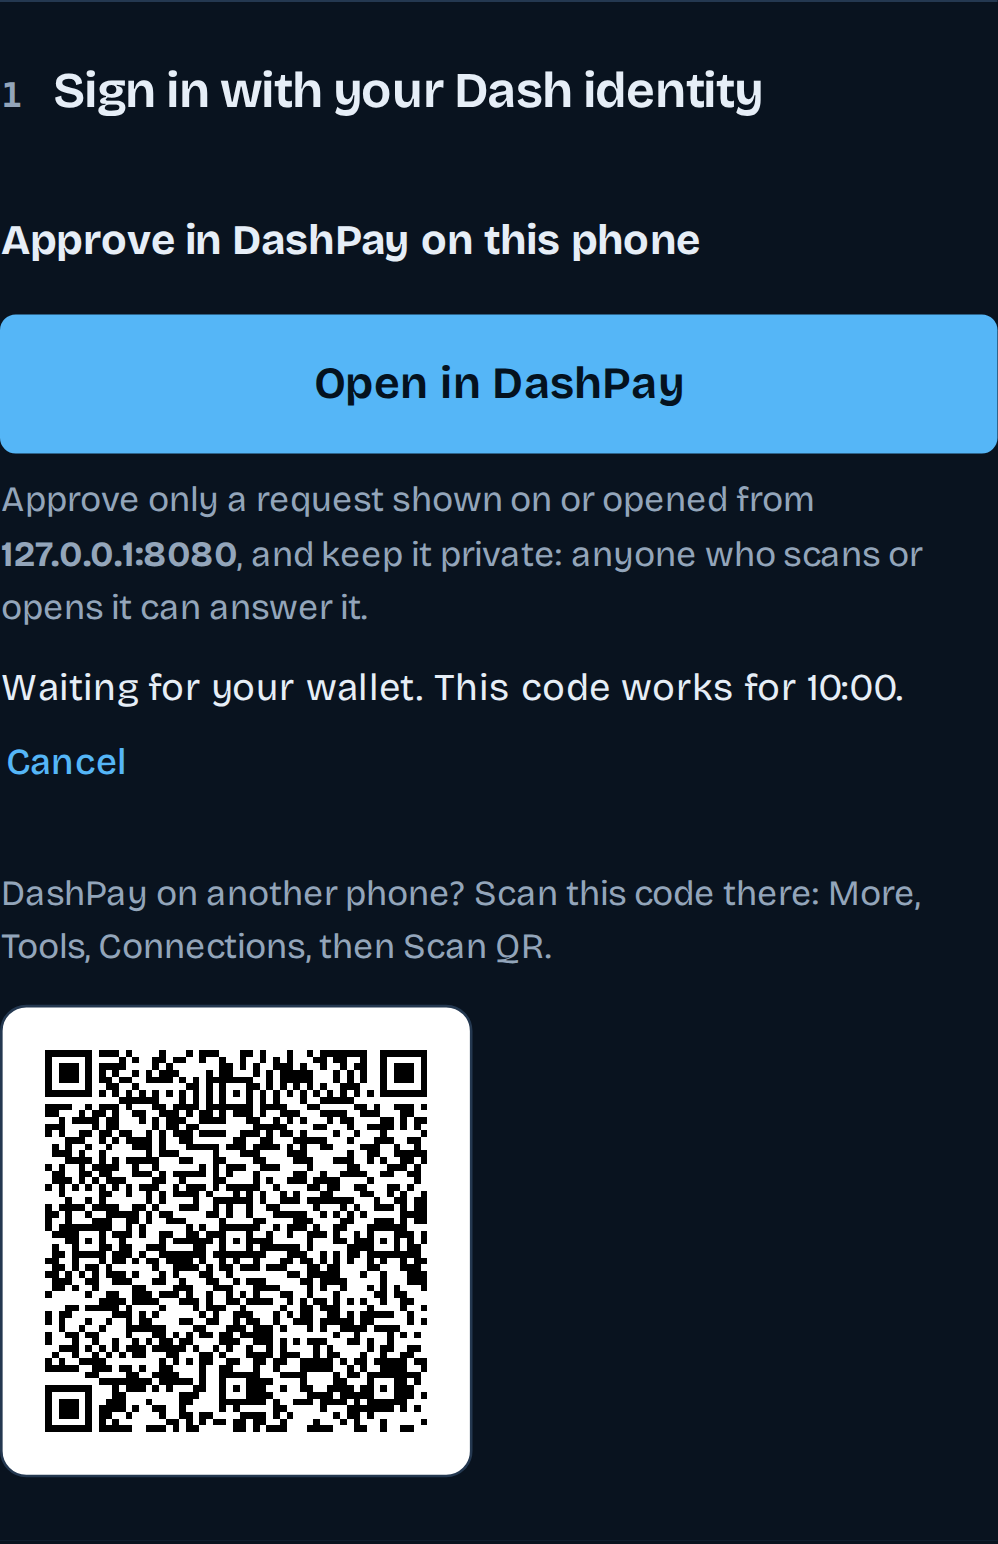 1 Sign in with your Dash identity
Approve in DashPay on this phone
Open in DashPay
Approve only a request shown on or opened from
127.0.0.1:8080, and keep it private: anyone who scans or
opens it can answer it.
Waiting for your wallet. This code works for 10:00.
Cancel
DashPay on another phone? Scan this code there: More,
Tools, Connections, then Scan QR.